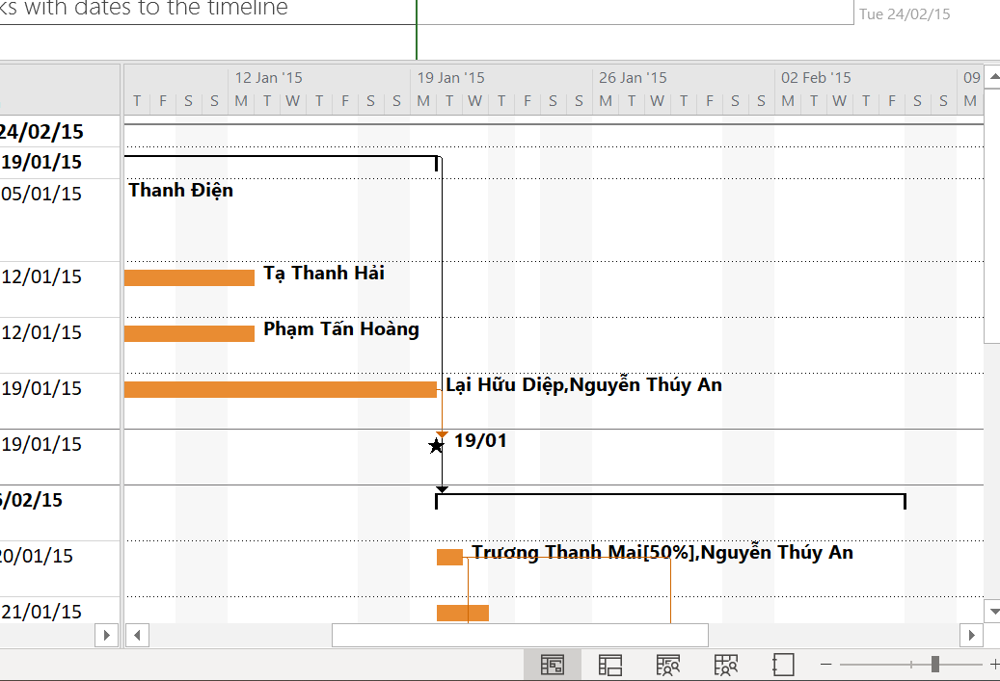 ks with dates to the timeline
Tue 24/02/15
12 Jan '15 19 Jan '15 26 Jan '15 02 Feb '15 09
T F S S M T W T F S S M T W T F S S M T W T F S S M T W T F S S M
24/02/15
19/01/15
05/01/15 Thanh Điện
12/01/15 Tạ Thanh Hải
12/01/15 Phạm Tấn Hoàng
19/01/15 Lại Hữu Diệp,Nguyễn Thúy An
19/01/15 19/01
6/02/15
20/01/15 Trương Thanh Mai[50%],Nguyễn Thúy An
21/01/15